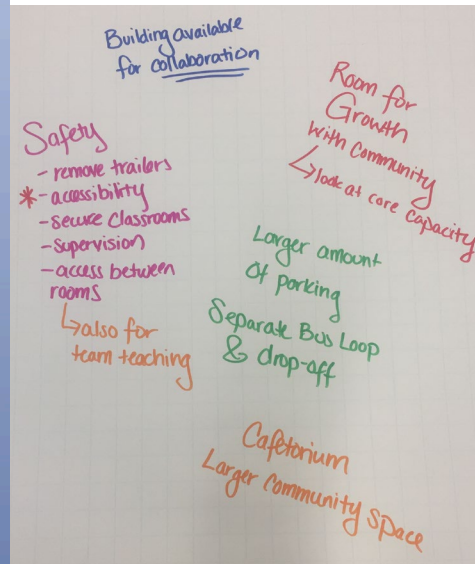 Building available
for collaboration
Room for
Growth
with community
↳ look at core capacity
Safety
- remove trailers
* - accessibility
- secure classrooms
- supervision
- access between
rooms
↳ also for
team teaching
Larger amount
of parking
Separate Bus Loop
& drop-off
Cafetorium
Larger Community Space